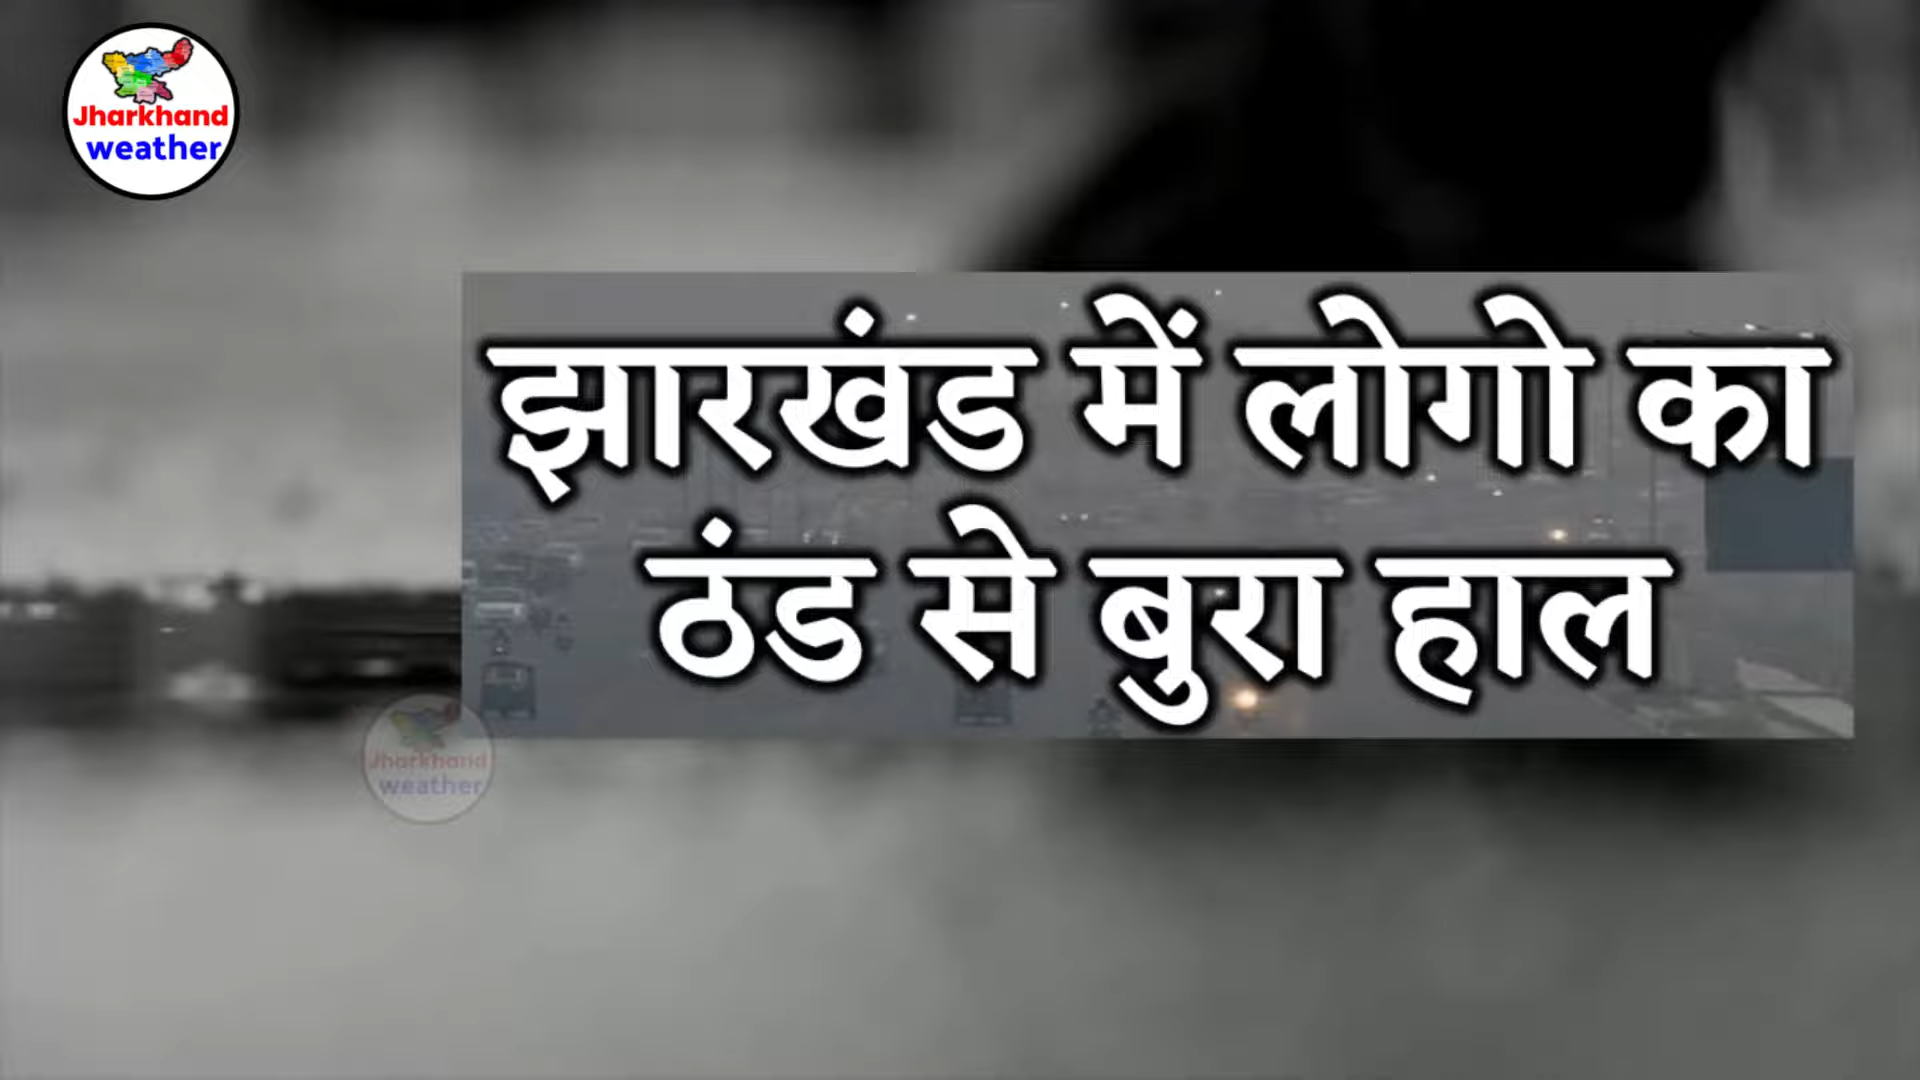 Jharkhand
weather
झारखंड में लोगो का
ठंड से बुरा हाल
Jharkhand
weather